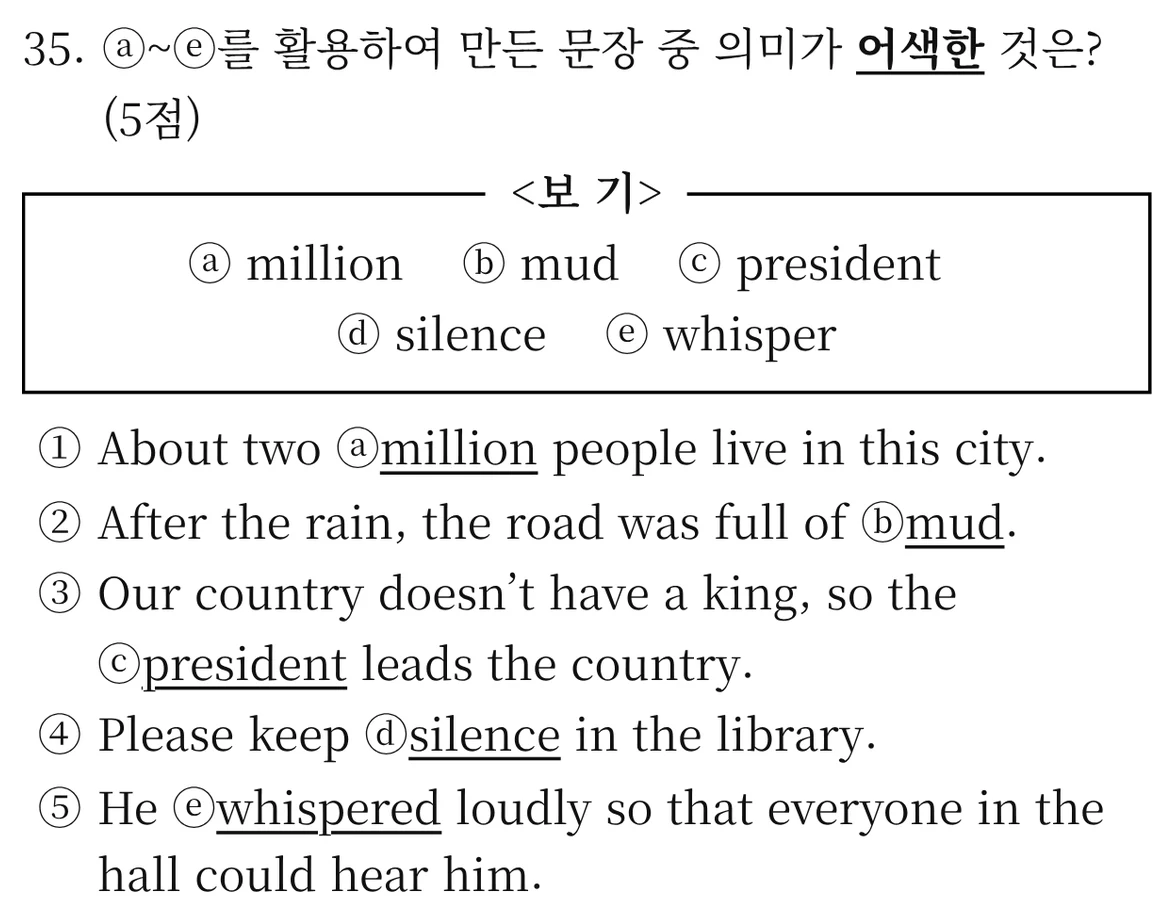 35. ⓐ~ⓔ를 활용하여 만든 문장 중 의미가 어색한 것은?
(5점)
<보 기>
ⓐ million ⓑ mud ⓒ president
ⓓ silence ⓔ whisper
① About two ⓐmillion people live in this city.
② After the rain, the road was full of ⓑmud.
③ Our country doesn’t have a king, so the
ⓒpresident leads the country.
④ Please keep ⓓsilence in the library.
⑤ He ⓔwhispered loudly so that everyone in the
hall could hear him.